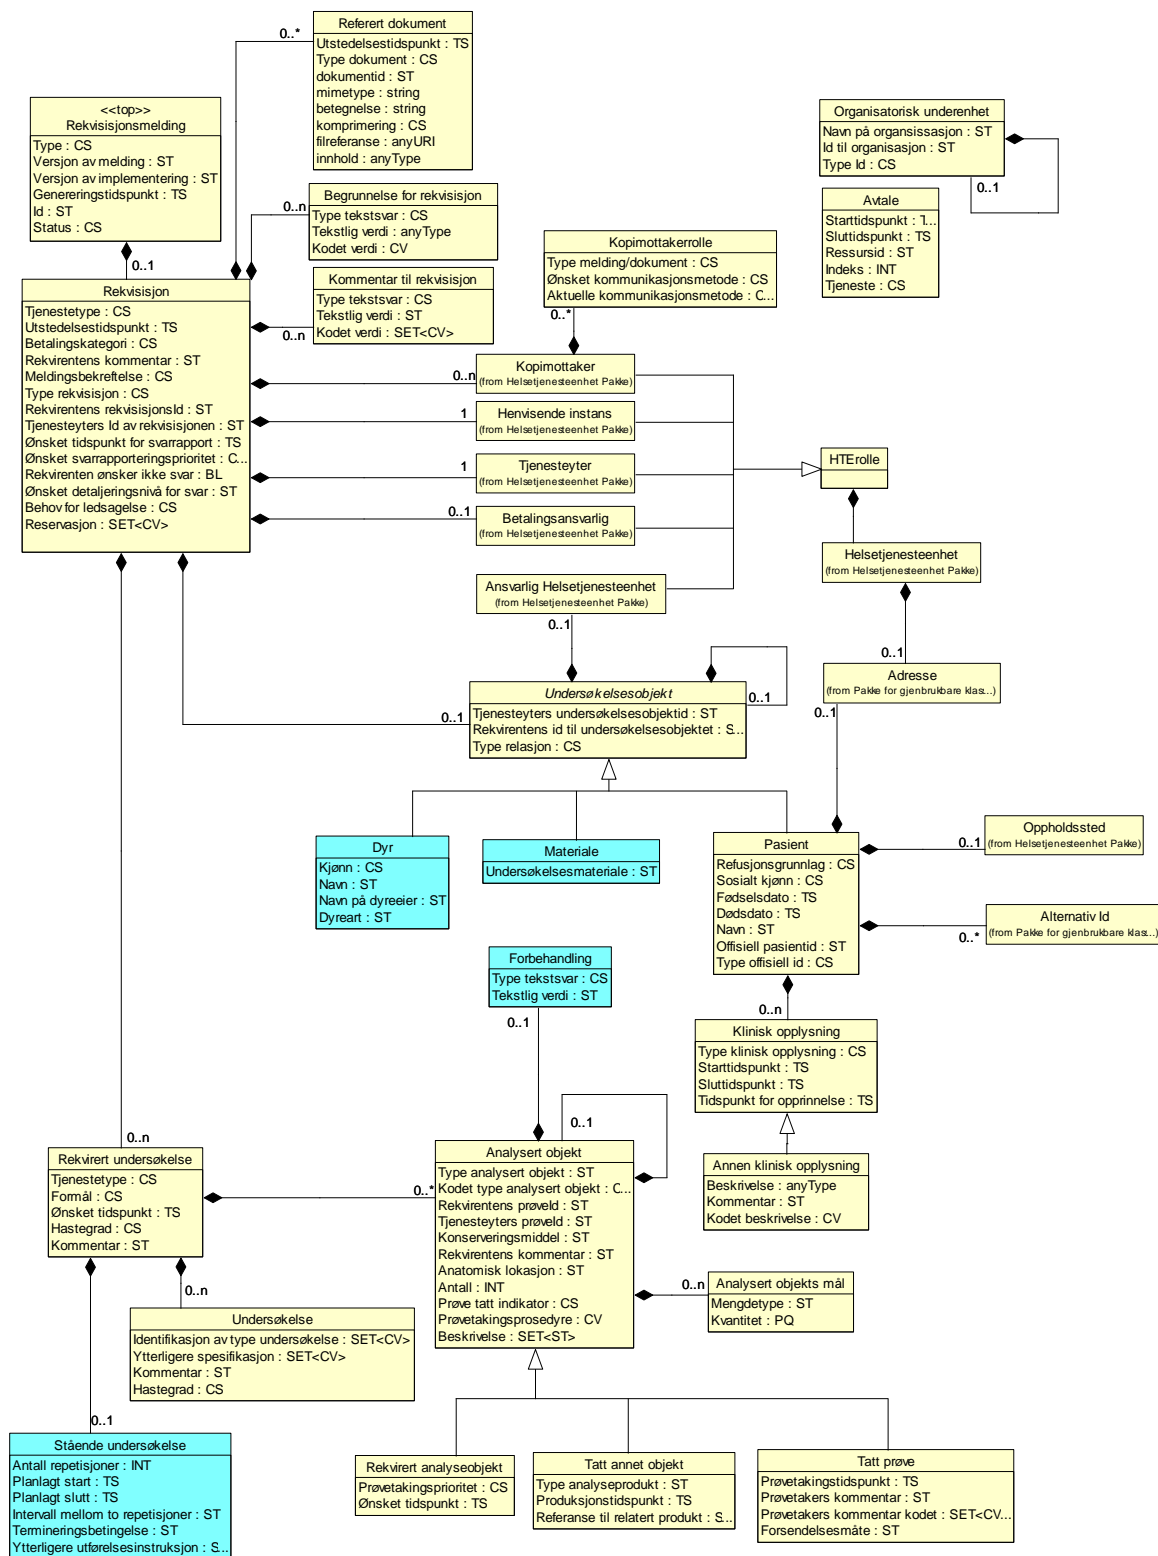 Referert dokument
Utstedelsestidspunkt : TS
Type dokument : CS
dokumentid : ST
mimetype : string
betegnelse : string
komprimering : CS
filreferanse : anyURI
innhold : anyType
0..*
<<top>>
Rekvisisjonsmelding
Type : CS
Versjon av melding : ST
Versjon av implementering : ST
Genereringstidspunkt : TS
Id : ST
Status : CS
0..1
Organisatorisk underenhet
Navn på organsissasjon : ST
Id til organisasjon : ST
Type Id : CS
0..1
Begrunnelse for rekvisisjon
Type tekstsvar : CS
Tekstlig verdi : anyType
Kodet verdi : CV
0..n
Avtale
Starttidspunkt : T...
Sluttidspunkt : TS
Ressursid : ST
Indeks : INT
Tjeneste : CS
Kopimottakerrolle
Type melding/dokument : CS
Ønsket kommunikasjonsmetode : CS
Aktuelle kommunikasjonsmetode : C...
0..*
Kommentar til rekvisisjon
Type tekstsvar : CS
Tekstlig verdi : ST
Kodet verdi : SET<CV>
0..n
Rekvisisjon
Tjenestetype : CS
Utstedelsestidspunkt : TS
Betalingskategori : CS
Rekvirentens kommentar : ST
Meldingsbekreftelse : CS
Type rekvisisjon : CS
Rekvirentens rekvisisjonsId : ST
Tjenesteyters Id av rekvisisjonen : ST
Ønsket tidspunkt for svarrapport : TS
Ønsket svarrapporteringsprioritet : C...
Rekvirenten ønsker ikke svar : BL
Ønsket detaljeringsnivå for svar : ST
Behov for ledsagelse : CS
Reservasjon : SET<CV>
Kopimottaker
(from Helsetjenesteenhet Pakke)
0..n
Henvisende instans
(from Helsetjenesteenhet Pakke)
1
Tjenesteyter
(from Helsetjenesteenhet Pakke)
1
Betalingsansvarlig
(from Helsetjenesteenhet Pakke)
0..1
HTErolle
Helsetjenesteenhet
(from Helsetjenesteenhet Pakke)
Ansvarlig Helsetjenesteenhet
(from Helsetjenesteenhet Pakke)
0..1
0..1
Adresse
(from Pakke for gjenbrukbare klas...)
0..1
Undersøkelsesobjekt
Tjenesteyters undersøkelsesobjektid : ST
Rekvirentens id til undersøkelsesobjektet : S...
Type relasjon : CS
0..1
0..1
Dyr
Kjønn : CS
Navn : ST
Navn på dyreeier : ST
Dyreart : ST
Materiale
Undersøkelsesmateriale : ST
Pasient
Refusjonsgrunnlag : CS
Sosialt kjønn : CS
Fødselsdato : TS
Dødsdato : TS
Navn : ST
Offisiell pasientid : ST
Type offisiell id : CS
Oppholdssted
(from Helsetjenesteenhet Pakke)
0..1
Alternativ Id
(from Pakke for gjenbrukbare klas...)
0..*
Forbehandling
Type tekstsvar : CS
Tekstlig verdi : ST
0..1
0..n
Klinisk opplysning
Type klinisk opplysning : CS
Starttidspunkt : TS
Sluttidspunkt : TS
Tidspunkt for opprinnelse : TS
Annen klinisk opplysning
Beskrivelse : anyType
Kommentar : ST
Kodet beskrivelse : CV
0..n
Rekvirert undersøkelse
Tjenestetype : CS
Formål : CS
Ønsket tidspunkt : TS
Hastegrad : CS
Kommentar : ST
0..1
Analysert objekt
Type analysert objekt : ST
Kodet type analysert objekt : C...
Rekvirentens prøveId : ST
Tjenesteyters prøveId : ST
Konserveringsmiddel : ST
Rekvirentens kommentar : ST
Anatomisk lokasjon : ST
Antall : INT
Prøve tatt indikator : CS
Prøvetakingsprosedyre : CV
Beskrivelse : SET<ST>
0..*
0..n
Analysert objekts mål
Mengdetype : ST
Kvantitet : PQ
0..n
Undersøkelse
Identifikasjon av type undersøkelse : SET<CV>
Ytterligere spesifikasjon : SET<CV>
Kommentar : ST
Hastegrad : CS
0..1
Stående undersøkelse
Antall repetisjoner : INT
Planlagt start : TS
Planlagt slutt : TS
Intervall mellom to repetisjoner : ST
Termineringsbetingelse : ST
Ytterligere utførelsesinstruksjon : S...
Rekvirert analyseobjekt
Prøvetakingsprioritet : CS
Ønsket tidspunkt : TS
Tatt annet objekt
Type analyseprodukt : ST
Produksjonstidspunkt : TS
Referanse til relatert produkt : S...
Tatt prøve
Prøvetakingstidspunkt : TS
Prøvetakers kommentar : ST
Prøvetakers kommentar kodet : SET<CV...
Forsendelsesmåte : ST